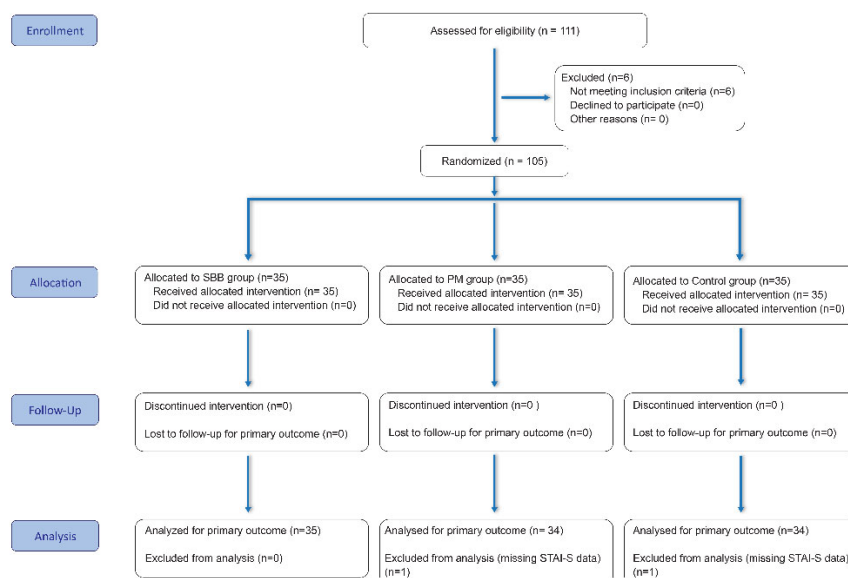 Enrollment
Assessed for eligibility (n = 111)
Excluded (n=6)
Not meeting inclusion criteria (n=6)
Declined to participate (n=0)
Other reasons (n= 0)
Randomized (n = 105)
Allocation
Allocated to SBB group (n=35)
Received allocated intervention (n= 35)
Did not receive allocated intervention (n=0)
Allocated to PM group (n=35)
Received allocated intervention (n= 35)
Did not receive allocated intervention (n=0)
Allocated to Control group (n=35)
Received allocated intervention (n= 35)
Did not receive allocated intervention (n=0)
Follow-Up
Discontinued intervention (n=0)
Lost to follow-up for primary outcome (n=0)
Discontinued intervention (n=0 )
Lost to follow-up for primary outcome (n=0)
Discontinued intervention (n=0 )
Lost to follow-up for primary outcome (n=0)
Analysis
Analyzed for primary outcome (n=35)
Excluded from analysis (n=0)
Analysed for primary outcome (n= 34)
Excluded from analysis (missing STAI-S data)
(n=1)
Analysed for primary outcome (n=34)
Excluded from analysis (missing STAI-S data)
(n=1)